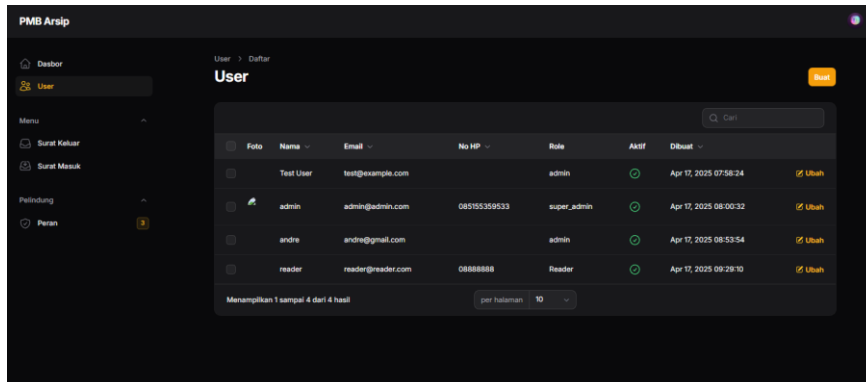 PMB Arsip
Dasbor
User
Menu
Surat Keluar
Surat Masuk
Pelindung
Peran 3
User > Daftar
User
Buat
Cari
Foto Nama Email No HP Role Aktif Dibuat
Test User test@example.com admin Apr 17, 2025 07:58:24 Ubah
admin admin@admin.com 085155359533 super_admin Apr 17, 2025 08:00:32 Ubah
andre andre@gmail.com admin Apr 17, 2025 08:53:54 Ubah
reader reader@reader.com 08888888 Reader Apr 17, 2025 09:29:10 Ubah
Menampilkan 1 sampai 4 dari 4 hasil per halaman 10